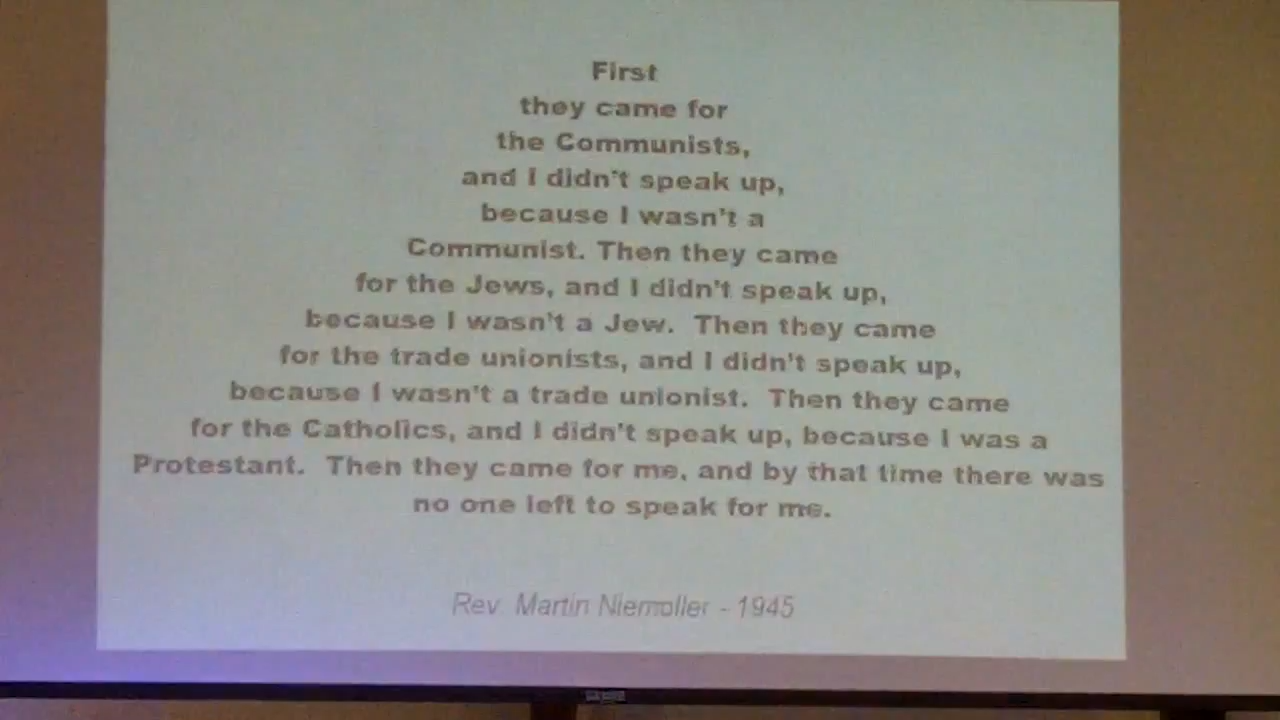 First
they came for
the Communists,
and I didn't speak up,
because I wasn't a
Communist. Then they came
for the Jews, and I didn't speak up,
because I wasn't a Jew. Then they came
for the trade unionists, and I didn't speak up,
because I wasn't a trade unionist. Then they came
for the Catholics, and I didn't speak up, because I was a
Protestant. Then they came for me, and by that time there was
no one left to speak for me.
Rev Martin Niemoller - 1945